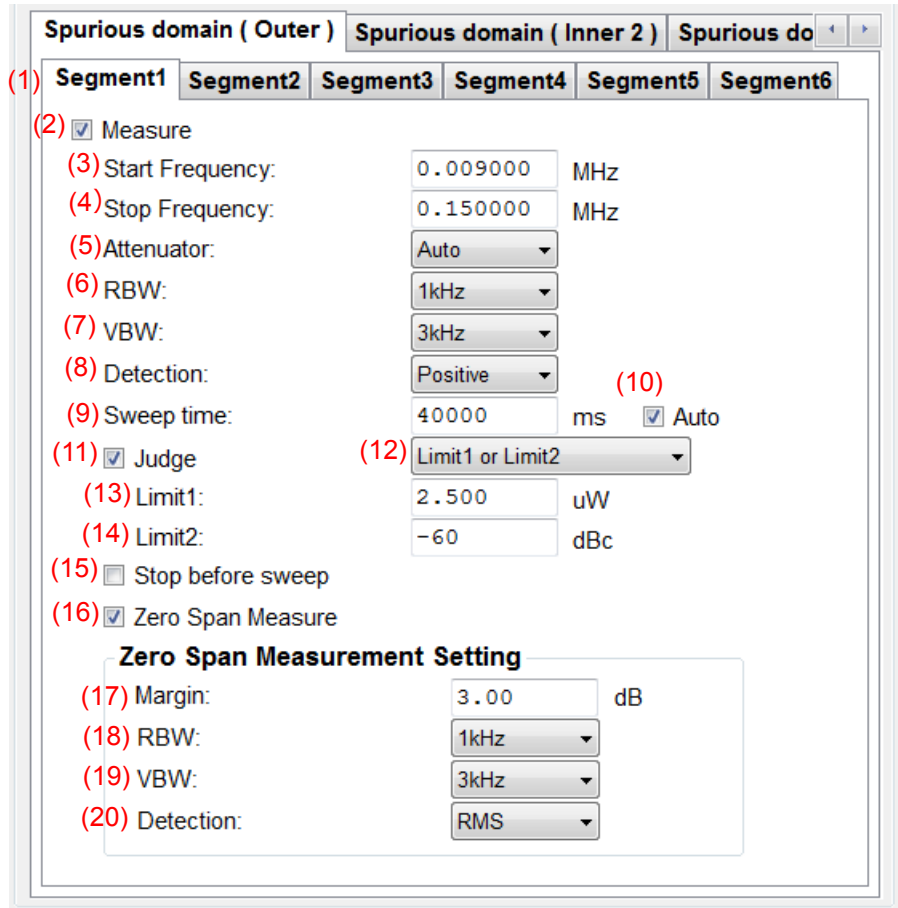 Spurious domain ( Outer ) Spurious domain ( Inner 2 ) Spurious do
(1) Segment1 Segment2 Segment3 Segment4 Segment5 Segment6
(2) Measure
(3) Start Frequency: 0.009000 MHz
(4) Stop Frequency: 0.150000 MHz
(5) Attenuator: Auto
(6) RBW: 1kHz
(7) VBW: 3kHz
(8) Detection: Positive
(10)
(9) Sweep time: 40000 ms Auto
(11) Judge (12) Limit1 or Limit2
(13) Limit1: 2.500 uW
(14) Limit2: -60 dBc
(15) Stop before sweep
(16) Zero Span Measure
Zero Span Measurement Setting
(17) Margin: 3.00 dB
(18) RBW: 1kHz
(19) VBW: 3kHz
(20) Detection: RMS